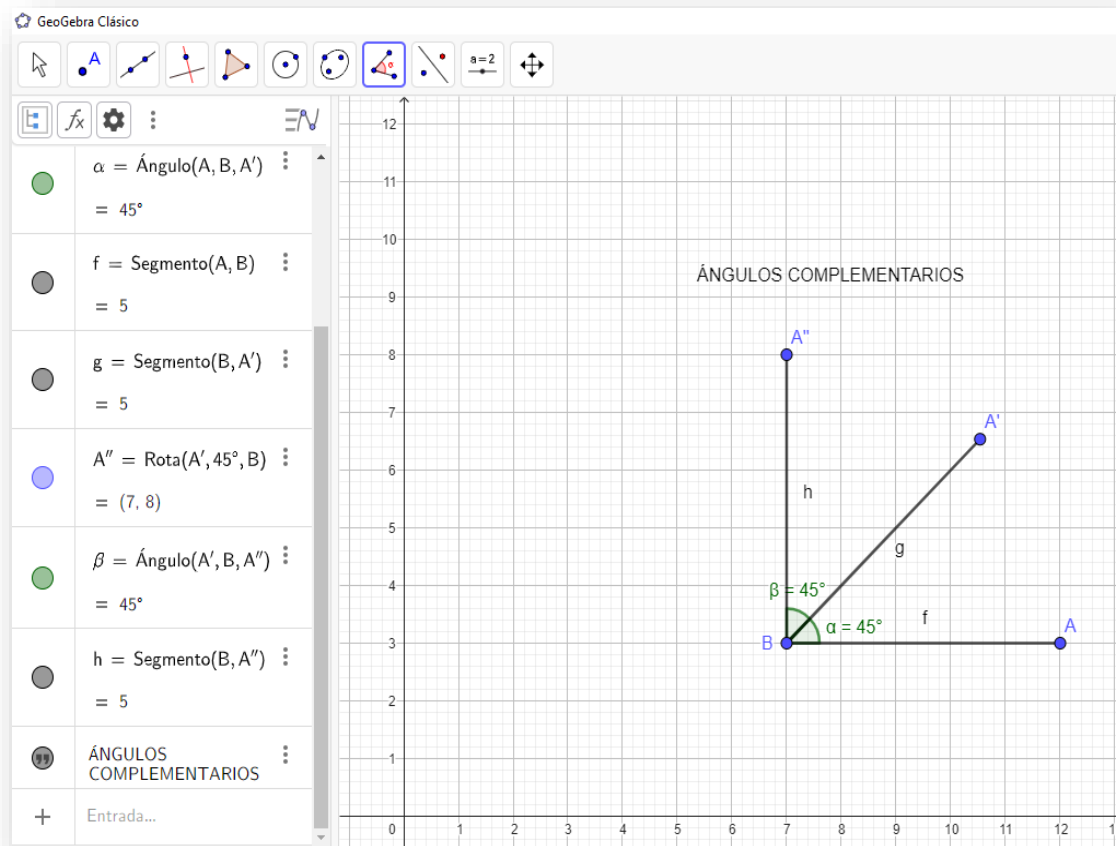 GeoGebra Clásico
A
a=2
fx
α = Ángulo(A, B, A′)
= 45°
f = Segmento(A, B)
= 5
g = Segmento(B, A′)
= 5
A″ = Rota(A′, 45°, B)
= (7, 8)
β = Ángulo(A′, B, A″)
= 45°
h = Segmento(B, A″)
= 5
ÁNGULOS
COMPLEMENTARIOS
+ Entrada...
12
11
10
9
8
7
6
5
4
3
2
1
ÁNGULOS COMPLEMENTARIOS
A"
A'
h
g
β = 45°
α = 45°
f
B
A
0 1 2 3 4 5 6 7 8 9 10 11 12